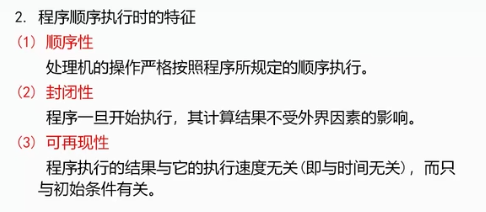 2. 程序顺序执行时的特征
(1) 顺序性
处理机的操作严格按照程序所规定的顺序执行。
(2) 封闭性
程序一旦开始执行，其计算结果不受外界因素的影响。
(3) 可再现性
程序执行的结果与它的执行速度无关(即与时间无关)，而只
与初始条件有关。